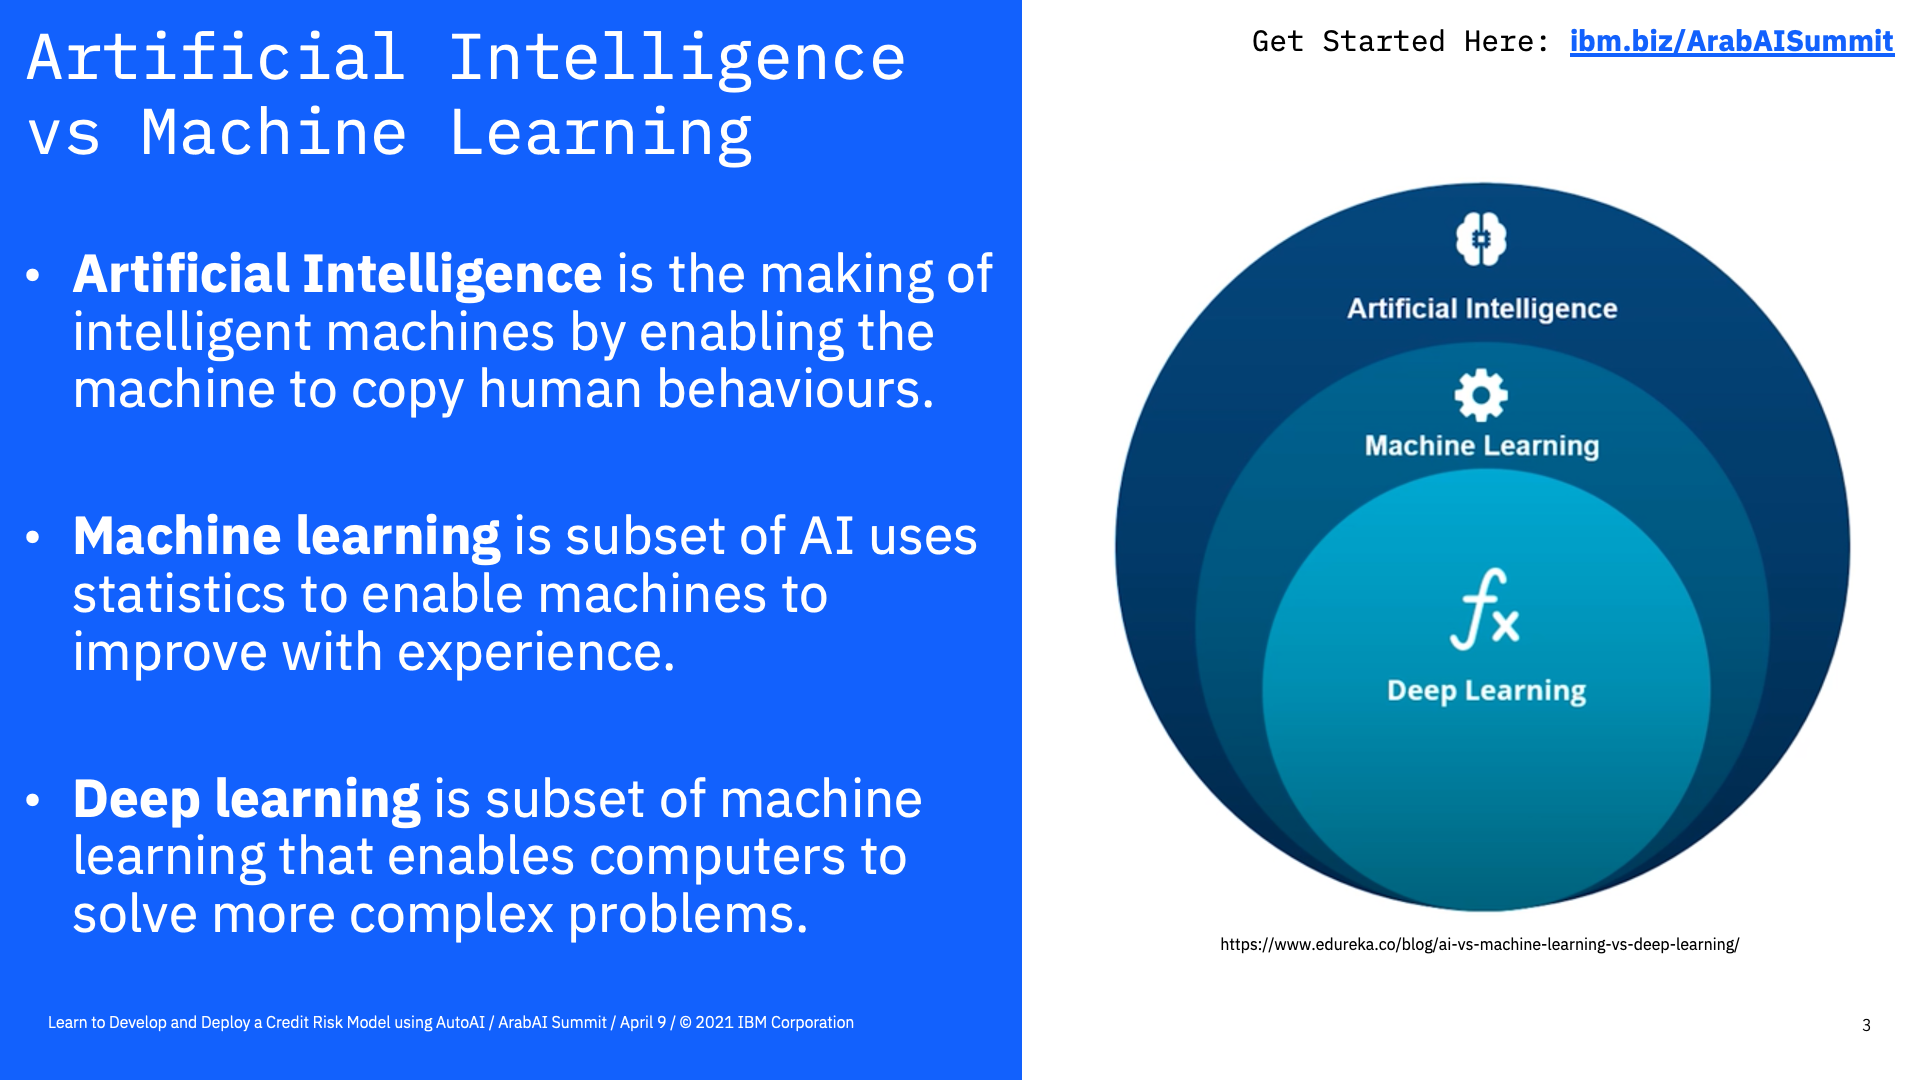 Artificial Intelligence
vs Machine Learning
• Artificial Intelligence is the making of
intelligent machines by enabling the
machine to copy human behaviours.
• Machine learning is subset of AI uses
statistics to enable machines to
improve with experience.
• Deep learning is subset of machine
learning that enables computers to
solve more complex problems.
Learn to Develop and Deploy a Credit Risk Model using AutoAI / ArabAI Summit / April 9 / © 2021 IBM Corporation
Get Started Here: ibm.biz/ArabAISummit
Artificial Intelligence
Machine Learning
fx
Deep Learning
https://www.edureka.co/blog/ai-vs-machine-learning-vs-deep-learning/
3